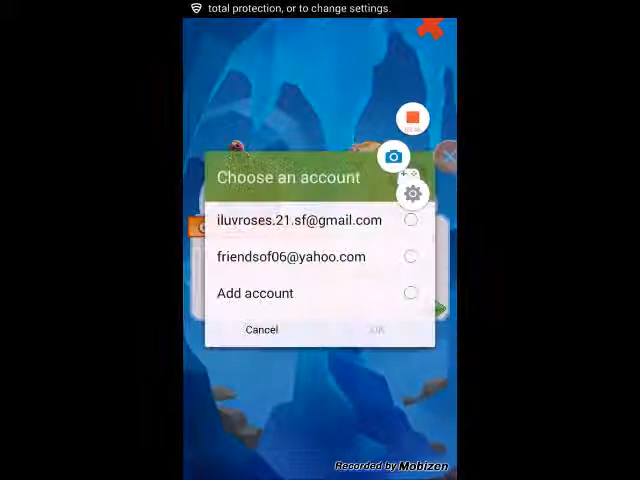 total protection, or to change settings.
Choose an account
iluvroses.21.sf@gmail.com
friendsof06@yahoo.com
Add account
Cancel
OK
Recorded by Mobizen